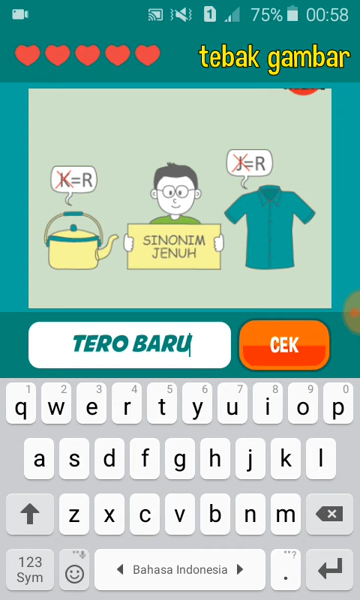 75% 00:58
tebak gambar
K=R
J=R
SINONIM
JENUH
TERO BARU
CEK
1 2 3 4 5 6 7 8 9 0
q w e r t y u i o p
a s d f g h j k l
z x c v b n m
123
Sym
Bahasa Indonesia
,,?
.